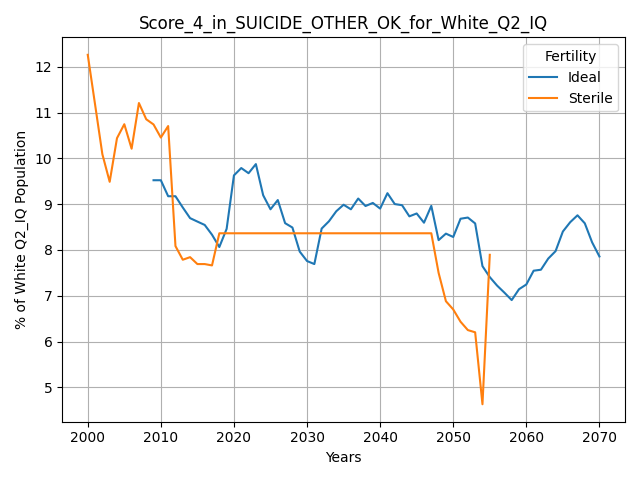 Score_4_in_SUICIDE_OTHER_OK_for_White_Q2_IQ
Fertility
Ideal
Sterile
% of White Q2_IQ Population
12
11
10
9
8
7
6
5
2000 2010 2020 2030 2040 2050 2060 2070
Years